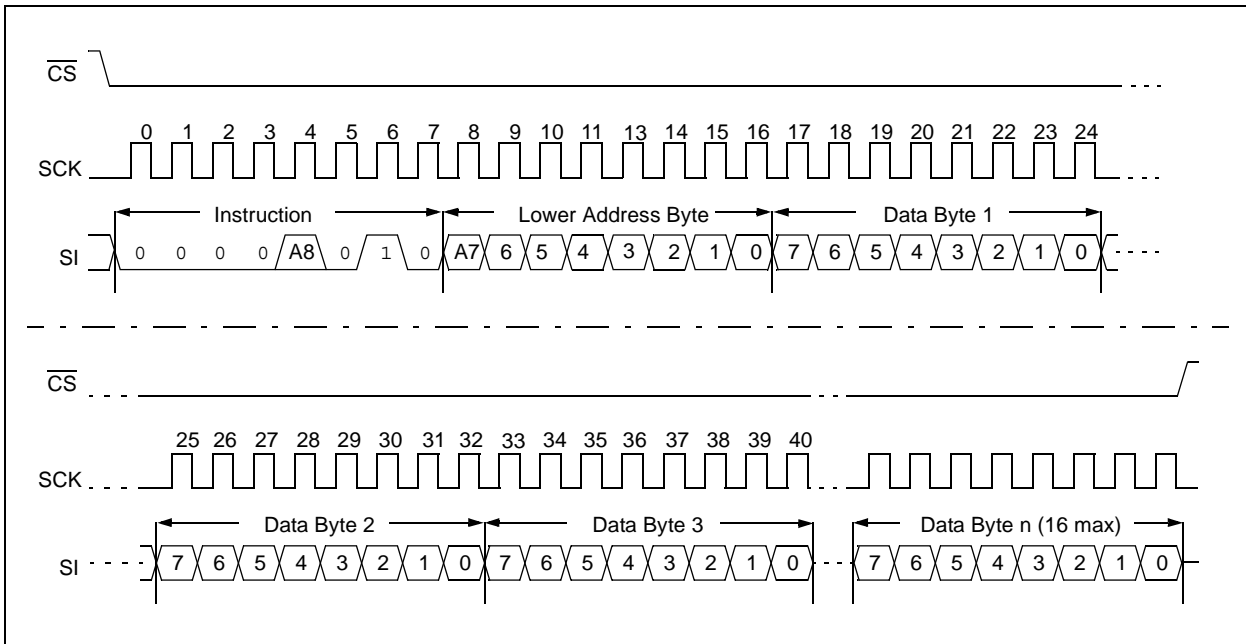 CS
0 1 2 3 4 5 6 7 8 9 10 11 13 14 15 16 17 18 19 20 21 22 23 24
SCK
Instruction Lower Address Byte Data Byte 1
SI 0 0 0 0 A8 0 1 0 A7 6 5 4 3 2 1 0 7 6 5 4 3 2 1 0
CS
25 26 27 28 29 30 31 32 33 34 35 36 37 38 39 40
SCK
Data Byte 2 Data Byte 3 Data Byte n (16 max)
SI 7 6 5 4 3 2 1 0 7 6 5 4 3 2 1 0 7 6 5 4 3 2 1 0